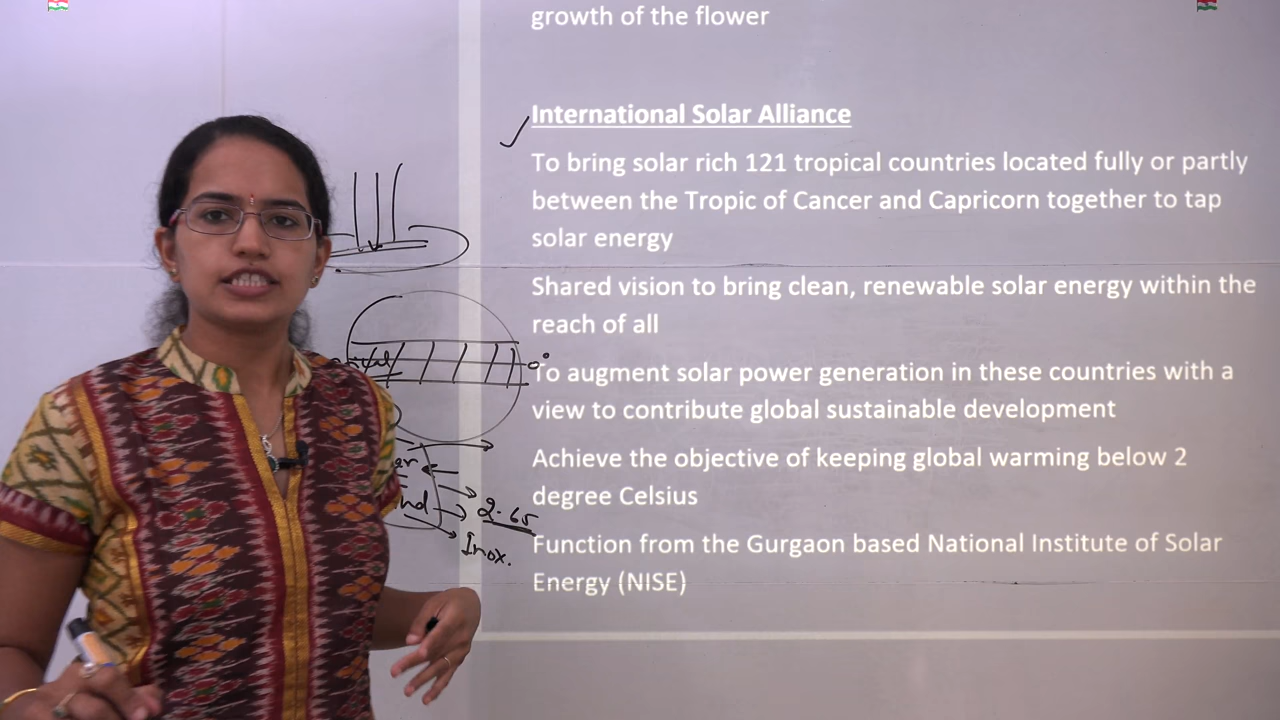 growth of the flower
International Solar Alliance
To bring solar rich 121 tropical countries located fully or partly
between the Tropic of Cancer and Capricorn together to tap
solar energy
Shared vision to bring clean, renewable solar energy within the
reach of all
0°
To augment solar power generation in these countries with a
view to contribute global sustainable development
Achieve the objective of keeping global warming below 2
degree Celsius
2.65
Inox.
Function from the Gurgaon based National Institute of Solar
Energy (NISE)